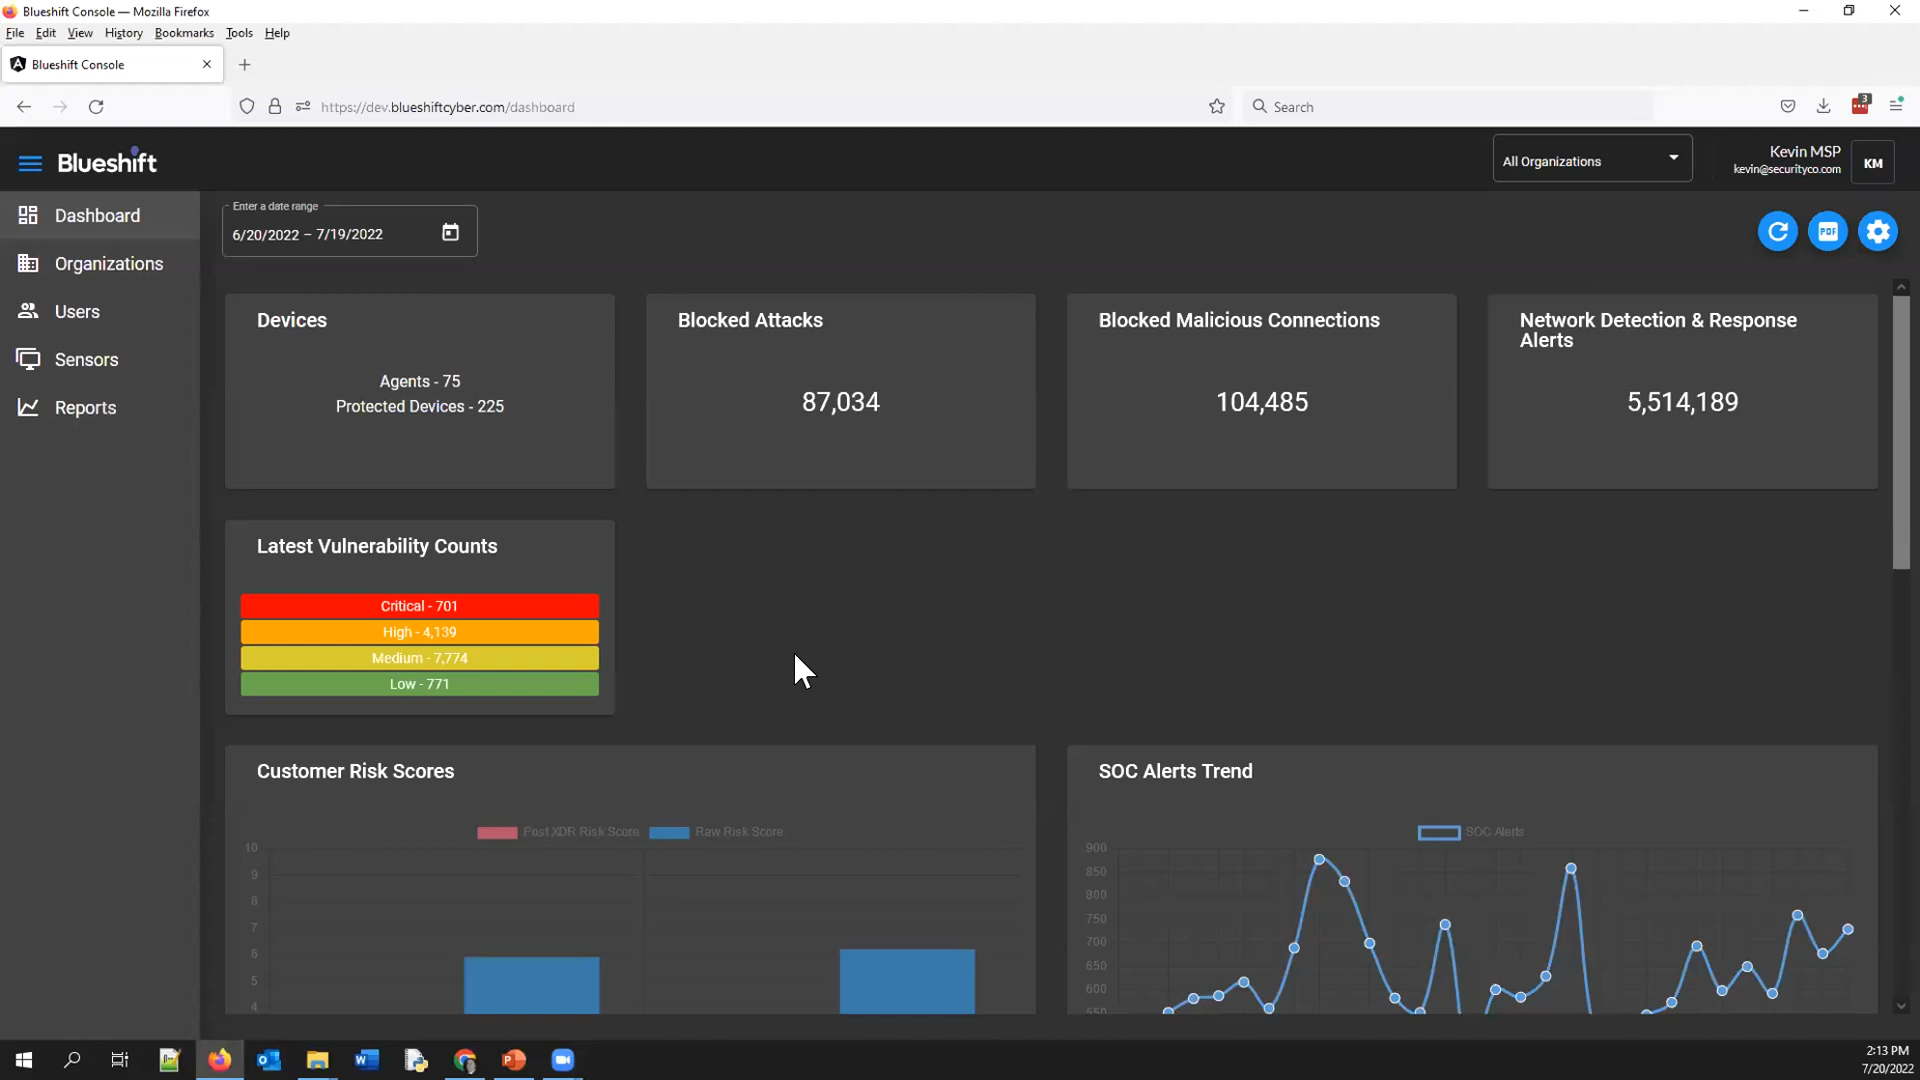 Blueshift Console — Mozilla Firefox
File Edit View History Bookmarks Tools Help
Blueshift Console
https://dev.blueshiftcyber.com/dashboard
Search
3
Blueshift
All Organizations
Kevin MSP
kevin@securityco.com
KM
Dashboard
Organizations
Users
Sensors
Reports
Enter a date range
6/20/2022 – 7/19/2022
PDF
Devices
Agents - 75
Protected Devices - 225
Blocked Attacks
87,034
Blocked Malicious Connections
104,485
Network Detection & Response
Alerts
5,514,189
Latest Vulnerability Counts
Critical - 701
High - 4,139
Medium - 7,774
Low - 771
Customer Risk Scores
Post XDR Risk Score Raw Risk Score
10
9
8
7
6
5
4
SOC Alerts Trend
SOC Alerts
900
850
800
750
700
650
600
550
2:13 PM
7/20/2022